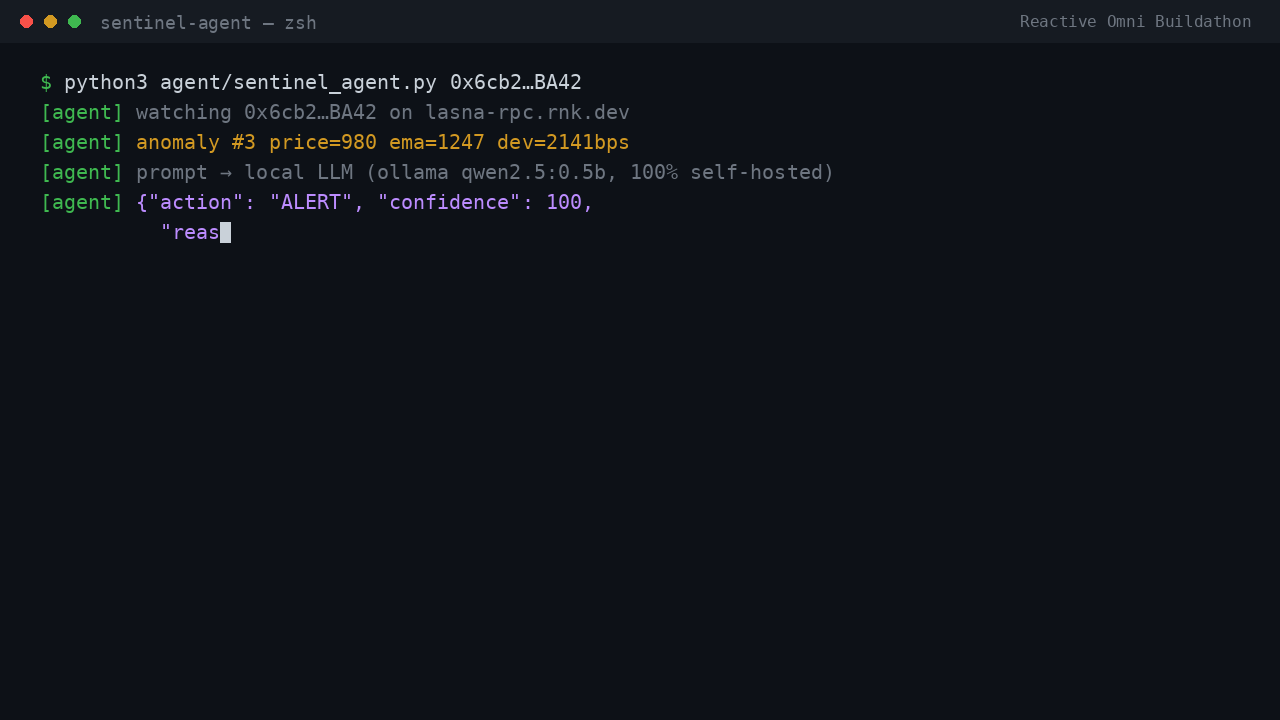 sentinel-agent — zsh
Reactive Omni Buildathon
$ python3 agent/sentinel_agent.py 0x6cb2…BA42
[agent] watching 0x6cb2…BA42 on lasna-rpc.rnk.dev
[agent] anomaly #3 price=980 ema=1247 dev=2141bps
[agent] prompt → local LLM (ollama qwen2.5:0.5b, 100% self-hosted)
[agent] {"action": "ALERT", "confidence": 100,
"reas